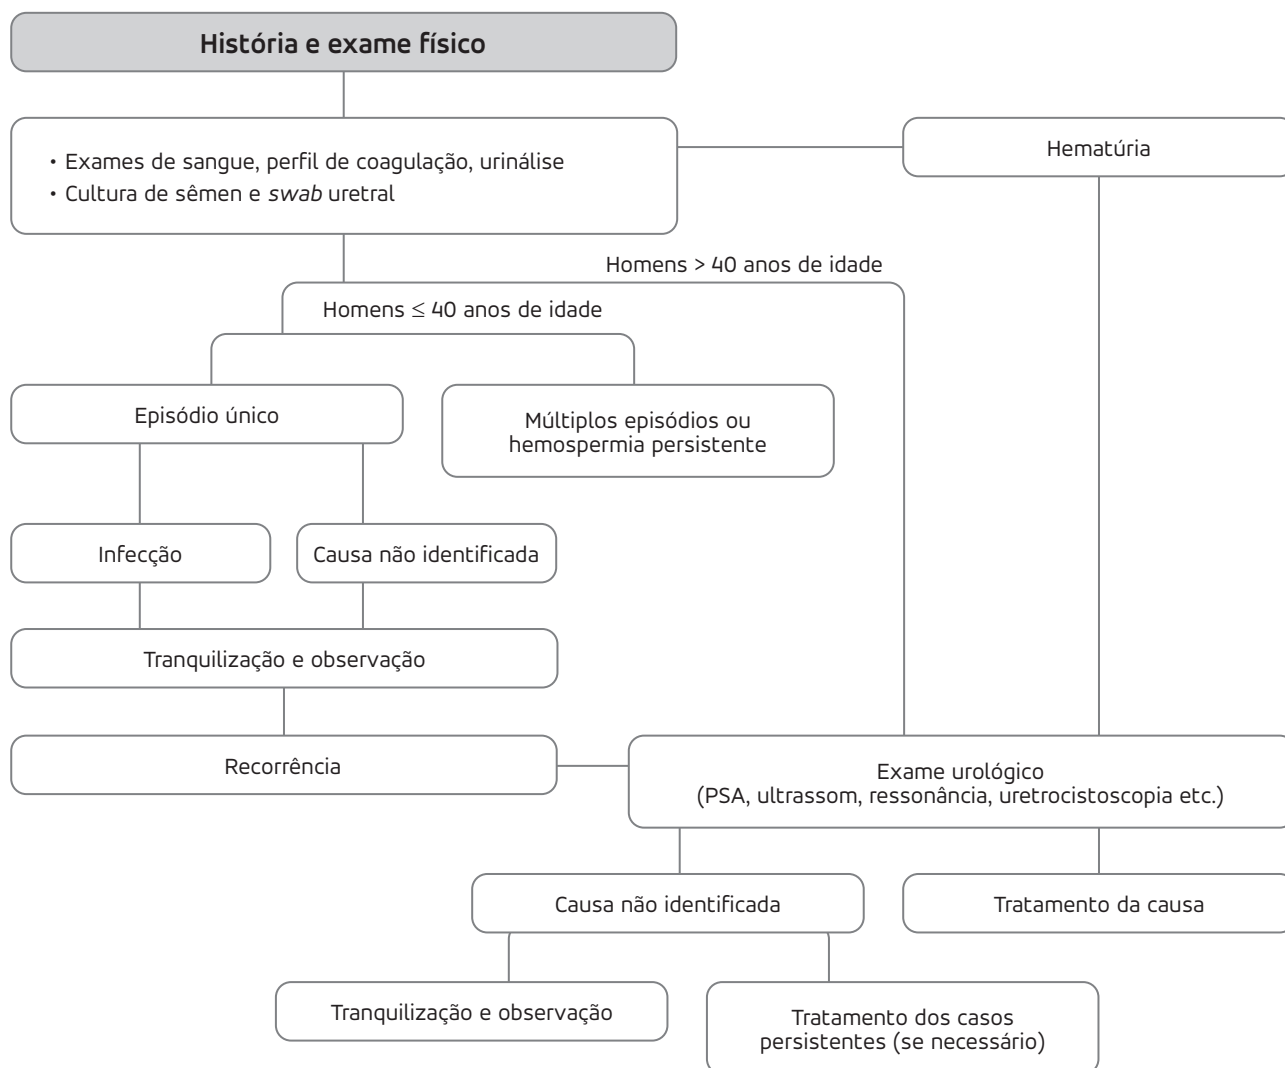 História e exame físico
• Exames de sangue, perfil de coagulação, urinálise
• Cultura de sêmen e swab uretral
Hematúria
Homens > 40 anos de idade
Homens ≤ 40 anos de idade
Episódio único
Múltiplos episódios ou
hemospermia persistente
Infecção
Causa não identificada
Tranquilização e observação
Recorrência
Exame urológico
(PSA, ultrassom, ressonância, uretrocistoscopia etc.)
Causa não identificada
Tratamento da causa
Tranquilização e observação
Tratamento dos casos
persistentes (se necessário)